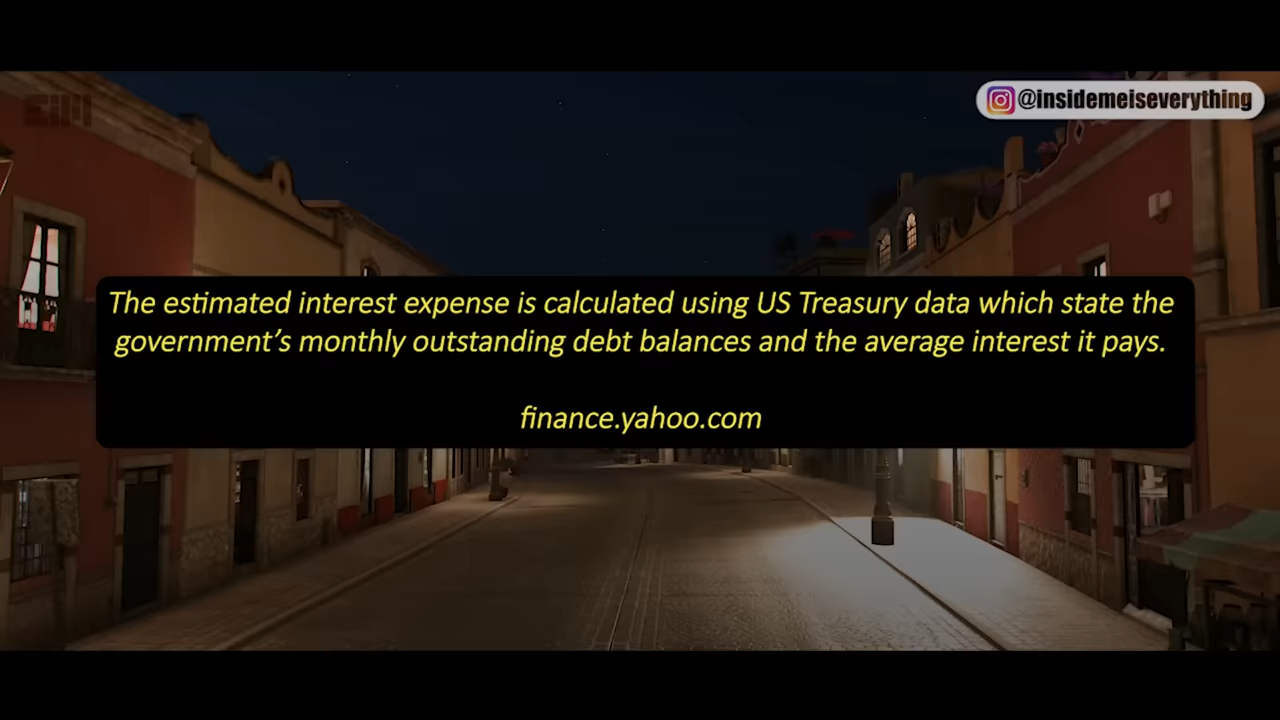 @insidemeiseverything
The estimated interest expense is calculated using US Treasury data which state the
government's monthly outstanding debt balances and the average interest it pays.
finance.yahoo.com